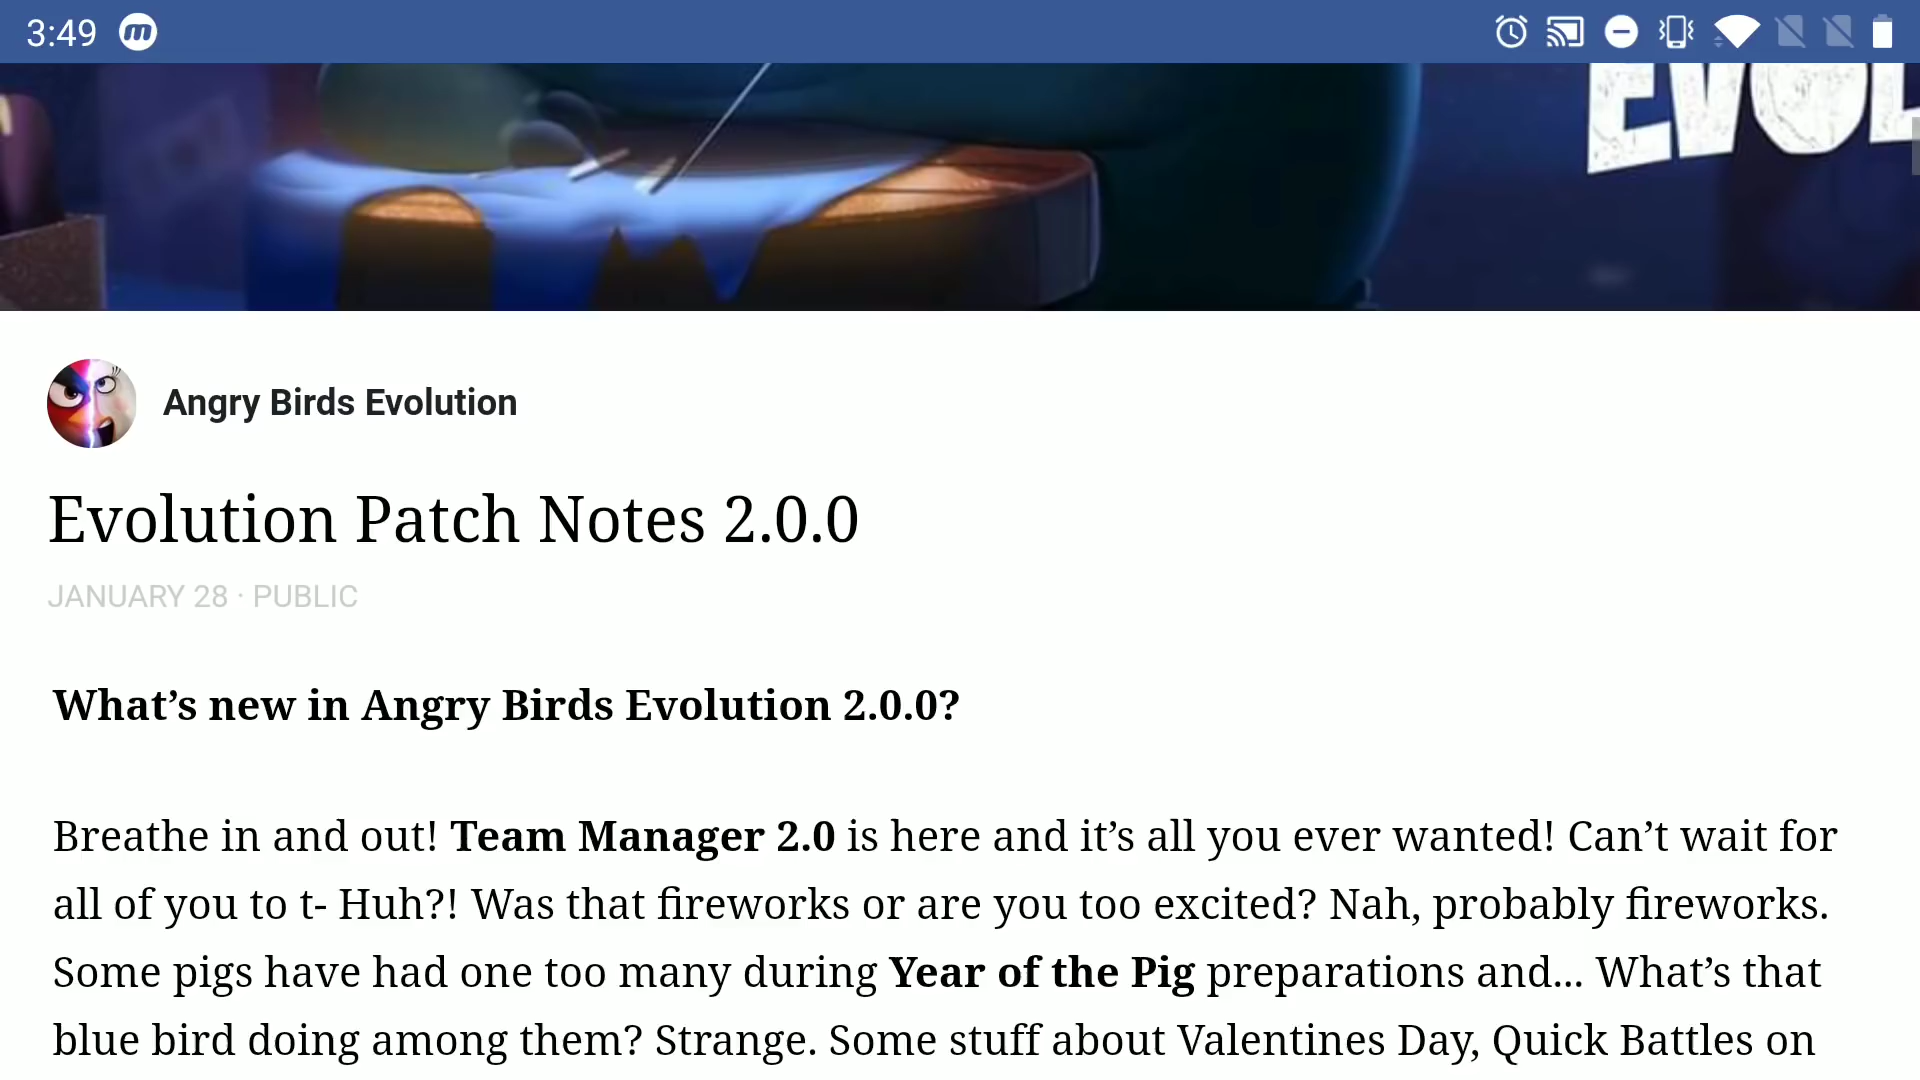 3:49
EVOL
Angry Birds Evolution
Evolution Patch Notes 2.0.0
JANUARY 28 · PUBLIC
What’s new in Angry Birds Evolution 2.0.0?
Breathe in and out! Team Manager 2.0 is here and it’s all you ever wanted! Can’t wait for
all of you to t- Huh?! Was that fireworks or are you too excited? Nah, probably fireworks.
Some pigs have had one too many during Year of the Pig preparations and... What’s that
blue bird doing among them? Strange. Some stuff about Valentines Day, Quick Battles on